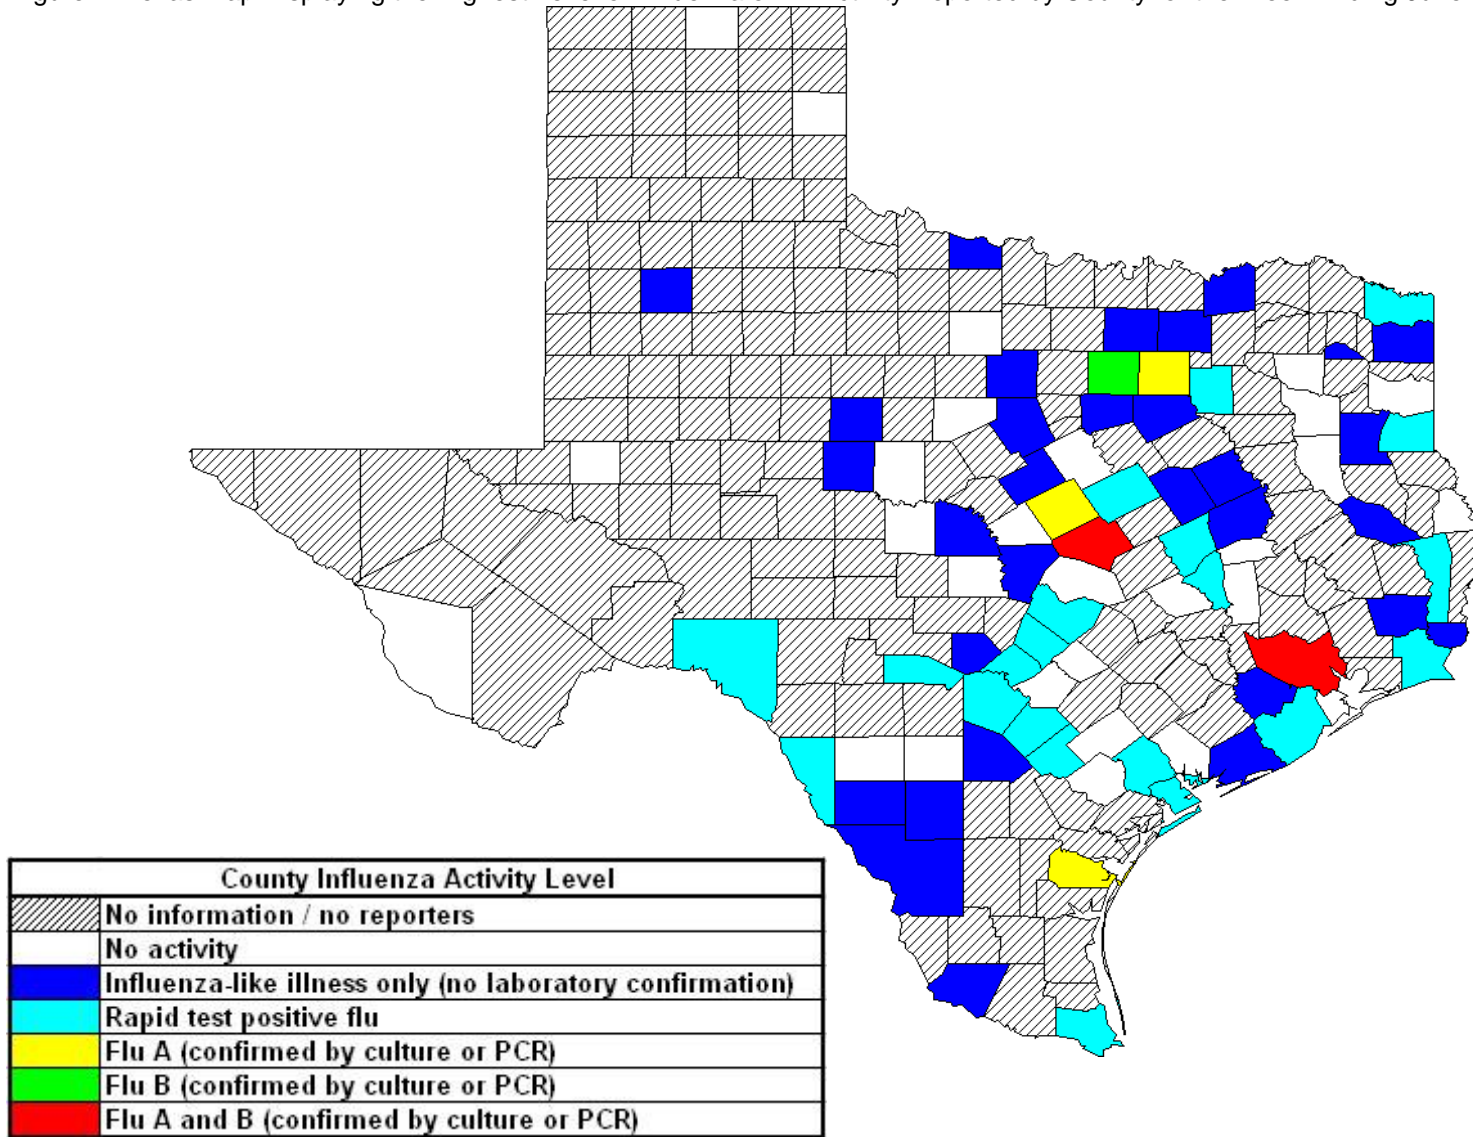 County Influenza Activity Level
No information / no reporters
No activity
Influenza-like illness only (no laboratory confirmation)
Rapid test positive flu
Flu A (confirmed by culture or PCR)
Flu B (confirmed by culture or PCR)
Flu A and B (confirmed by culture or PCR)